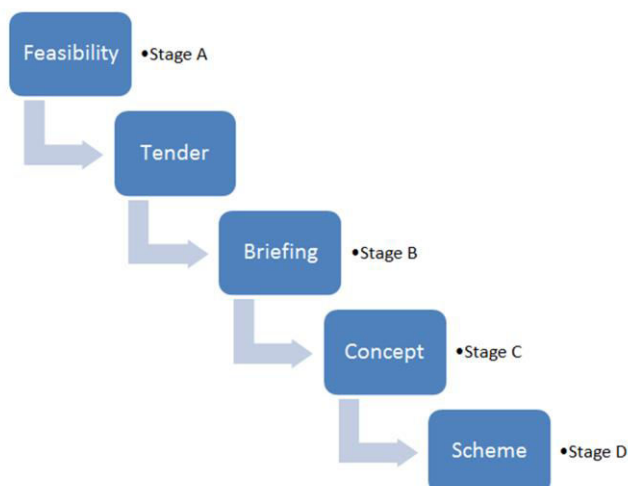 Feasibility •Stage A
Tender
Briefing •Stage B
Concept •Stage C
Scheme •Stage D